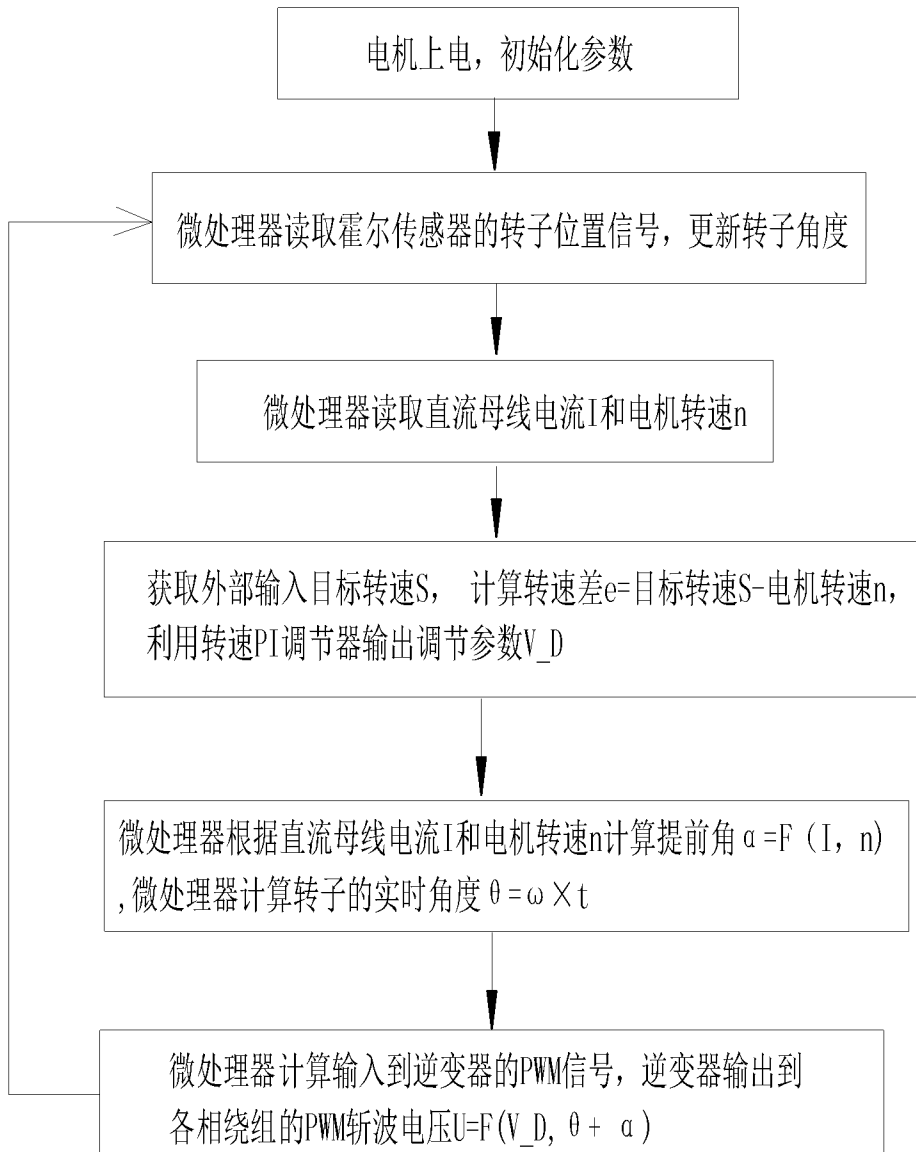 电机上电，初始化参数
微处理器读取霍尔传感器的转子位置信号，更新转子角度
微处理器读取直流母线电流I和电机转速n
获取外部输入目标转速S， 计算转速差e=目标转速S-电机转速n，
利用转速PI调节器输出调节参数V_D
微处理器根据直流母线电流I和电机转速n计算提前角α=F（I，n)
,微处理器计算转子的实时角度θ=ω×t
微处理器计算输入到逆变器的PWM信号，逆变器输出到
各相绕组的PWM斩波电压U=F(V_D,θ+ α)